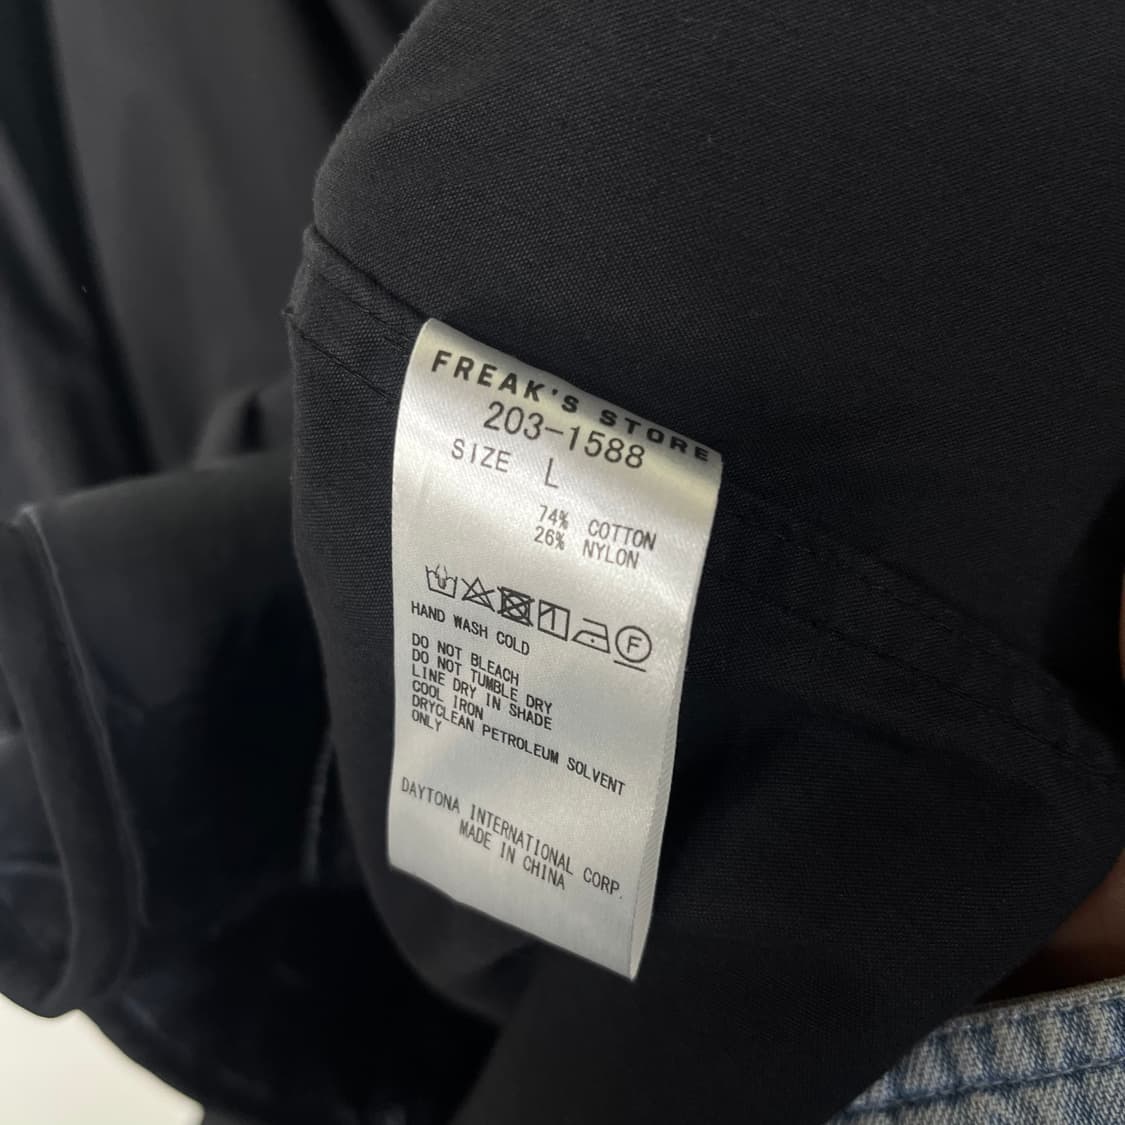 FREAK'S STORE
203-1588
SIZE L
74% COTTON
26% NYLON
F
HAND WASH COLD
DO NOT BLEACH
DO NOT TUMBLE DRY
LINE DRY IN SHADE
COOL IRON
DRYCLEAN PETROLEUM SOLVENT
ONLY
DAYTONA INTERNATIONAL CORP.
MADE IN CHINA